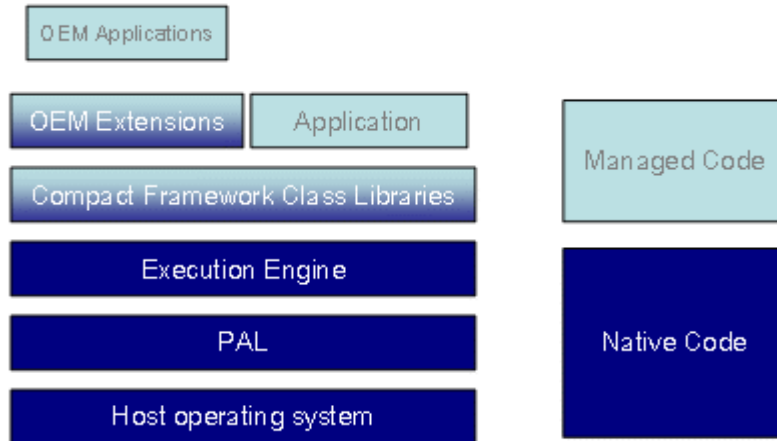 OEM Applications
OEM Extensions
Application
Compact Framework Class Libraries
Execution Engine
PAL
Host operating system
Managed Code
Native Code